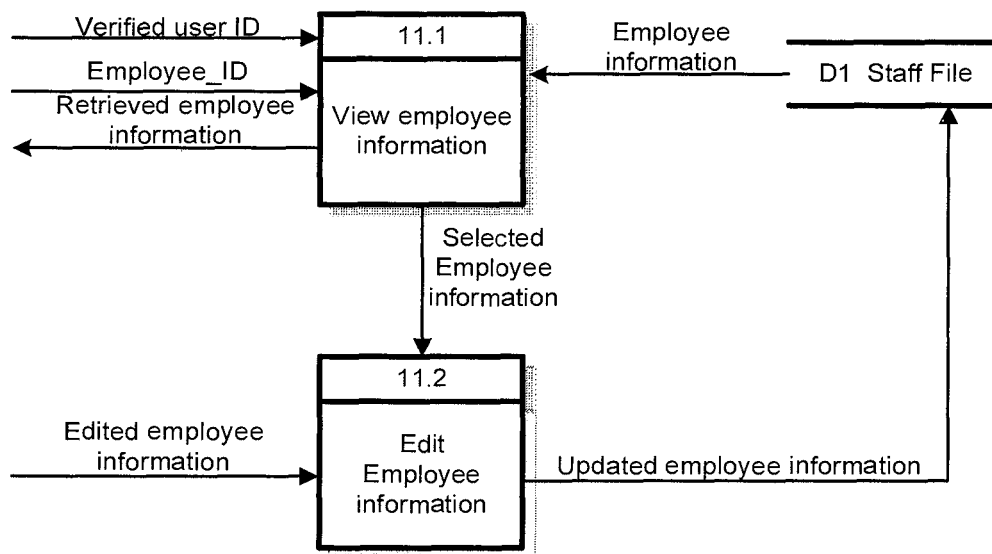 Verified user ID
11.1
Employee
information
D1 Staff File
Employee_ID
Retrieved employee
information
View employee
information
Selected
Employee
information
11.2
Edited employee
information
Edit
Employee
information
Updated employee information